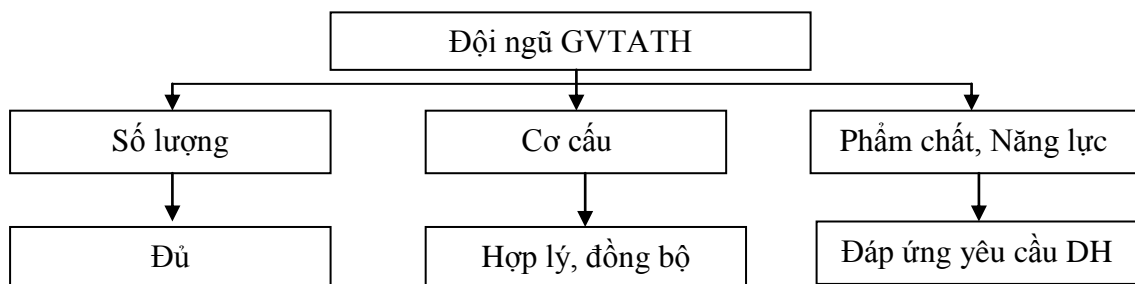 Đội ngũ GVTATH
Số lượng
Cơ cấu
Phẩm chất, Năng lực
Đủ
Hợp lý, đồng bộ
Đáp ứng yêu cầu DH